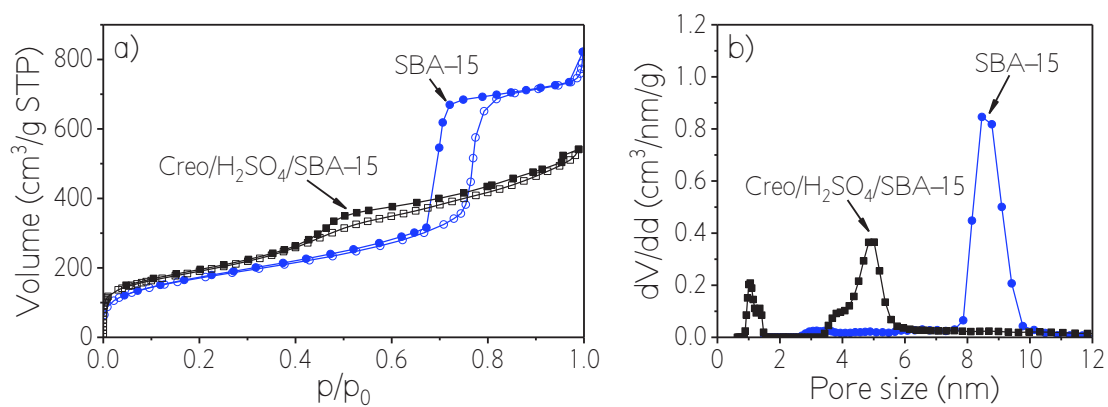 a)
SBA–15
Creo/H₂SO₄/SBA–15
Volume (cm³/g STP)
800
600
400
200
0
0.0 0.2 0.4 0.6 0.8 1.0
p/p₀
b)
SBA–15
Creo/H₂SO₄/SBA–15
dV/dd (cm³/nm/g)
1.2
1.0
0.8
0.6
0.4
0.2
0.0
0 2 4 6 8 10 12
Pore size (nm)